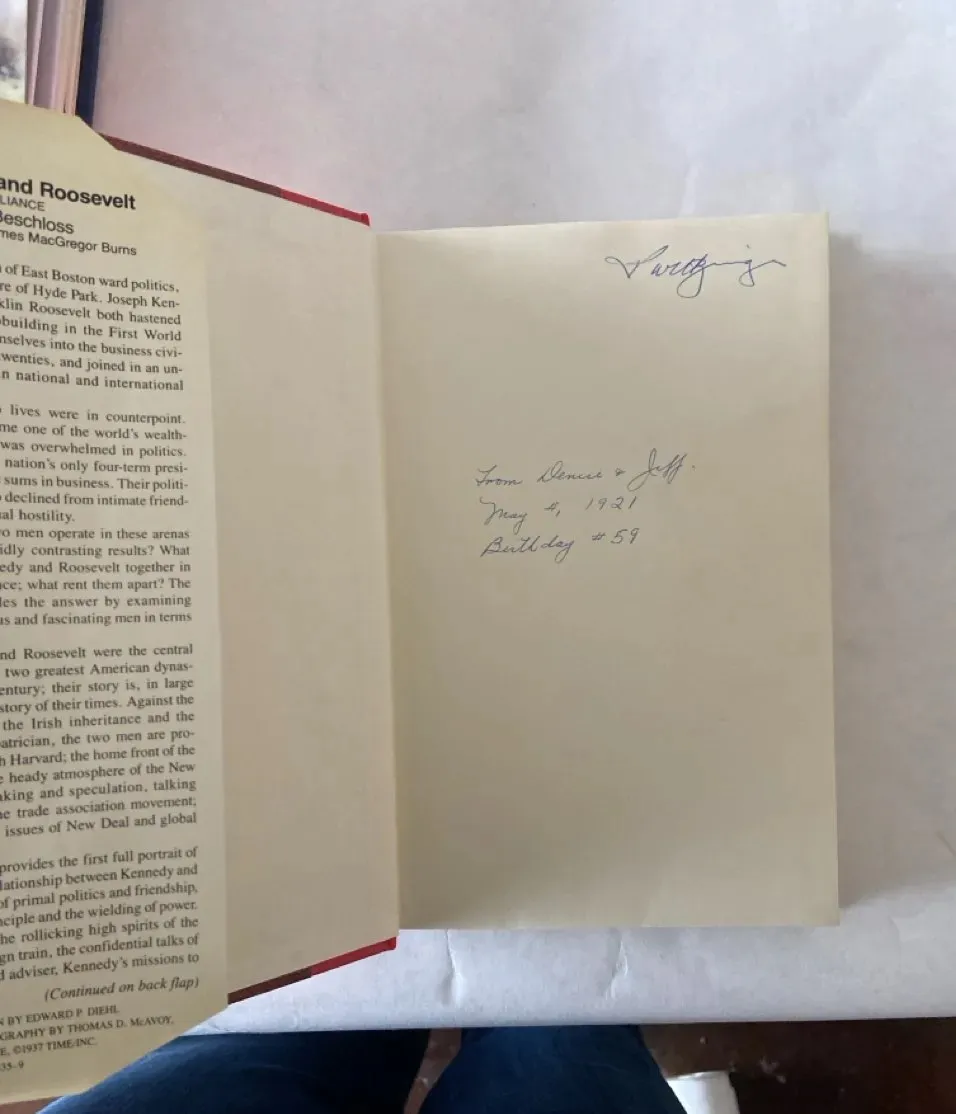 and Roosevelt
LIANCE
Beschloss
mes MacGregor Burns
of East Boston ward politics,
re of Hyde Park. Joseph Ken-
klin Roosevelt both hastened
building in the First World
nselves into the business civi-
wenties, and joined in an un-
n national and international
lives were in counterpoint.
me one of the world's wealth-
was overwhelmed in politics.
nation's only four-term presi-
sums in business. Their politi-
declined from intimate friend-
al hostility.
o men operate in these arenas
idly contrasting results? What
edy and Roosevelt together in
ce; what rent them apart? The
les the answer by examining
us and fascinating men in terms
nd Roosevelt were the central
two greatest American dynas-
entury; their story is, in large
story of their times. Against the
the Irish inheritance and the
atrician, the two men are pro-
h Harvard; the home front of the
e heady atmosphere of the New
aking and speculation, talking
e trade association movement;
issues of New Deal and global
provides the first full portrait of
lationship between Kennedy and
of primal politics and friendship,
nciple and the wielding of power.
he rollicking high spirits of the
gn train, the confidential talks of
d adviser, Kennedy's missions to
(Continued on back flap)
N BY EDWARD P. DIEHL
GRAPHY BY THOMAS D. McAVOY,
E, ©1937 TIME INC.
35-9
From Denise & Jeff.
May 4, 1921
Birthday #59